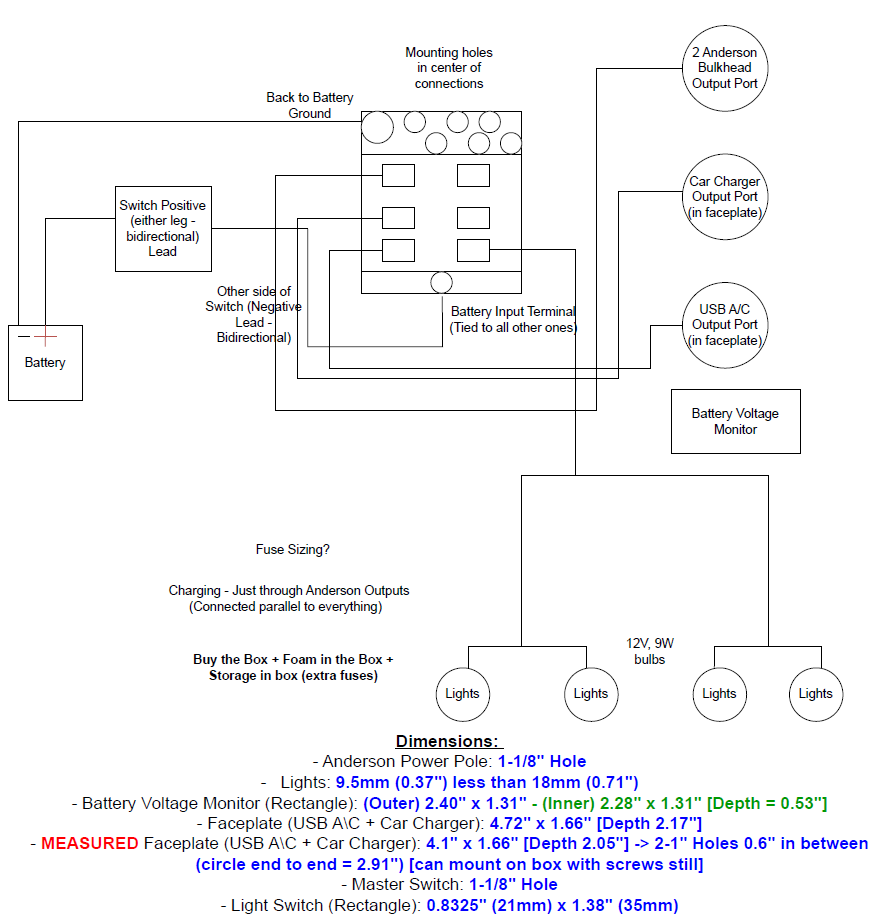 Mounting holes
in center of
connections
2 Anderson
Bulkhead
Output Port
Back to Battery
Ground
Car Charger
Output Port
(in faceplate)
Switch Positive
(either leg -
bidirectional)
Lead
Other side of
Switch (Negative
Lead -
Bidirectional)
Battery Input Terminal
(Tied to all other ones)
USB A/C
Output Port
(in faceplate)
Battery
Battery Voltage
Monitor
Fuse Sizing?
Charging - Just through Anderson Outputs
(Connected parallel to everything)
Buy the Box + Foam in the Box +
Storage in box (extra fuses)
12V, 9W
bulbs
Lights
Lights
Lights
Lights
Dimensions:
- Anderson Power Pole: 1-1/8" Hole
- Lights: 9.5mm (0.37") less than 18mm (0.71")
- Battery Voltage Monitor (Rectangle): (Outer) 2.40" x 1.31" - (Inner) 2.28" x 1.31" [Depth = 0.53"]
- Faceplate (USB A\C + Car Charger): 4.72" x 1.66" [Depth 2.17"]
- MEASURED Faceplate (USB A\C + Car Charger): 4.1" x 1.66" [Depth 2.05"] -> 2-1" Holes 0.6" in between
(circle end to end = 2.91") [can mount on box with screws still]
- Master Switch: 1-1/8" Hole
- Light Switch (Rectangle): 0.8325" (21mm) x 1.38" (35mm)